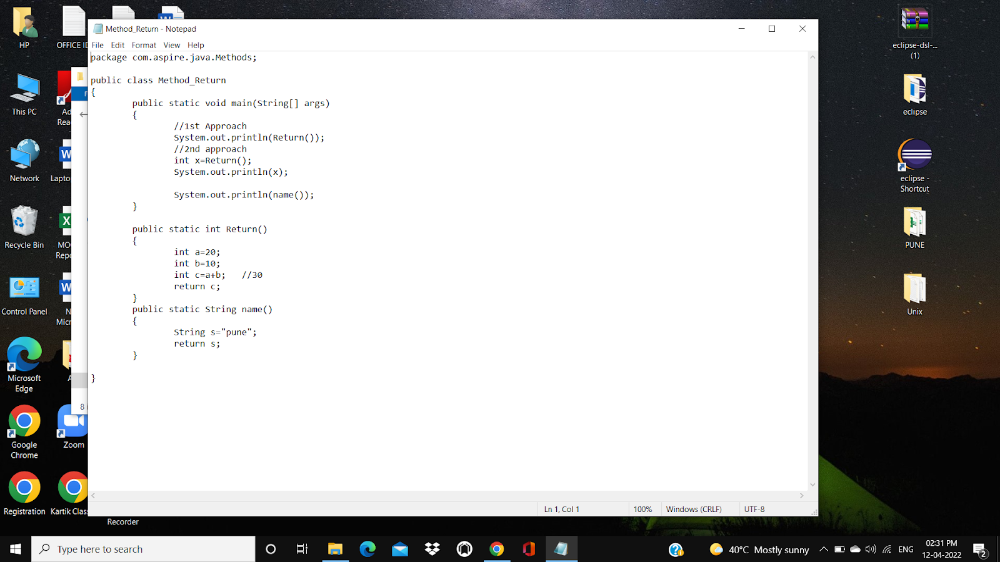 HP
OFFICE ID
This PC
Ad
Rea
Network
Lapto
Recycle Bin
MO
Repo
Control Panel
N
Micr
Microsoft
Edge
A
Google
Chrome
Zoom
Registration
Kartik Clas
Recorder
8 i
Method_Return - Notepad
File Edit Format View Help
package com.aspire.java.Methods;
public class Method_Return
{
public static void main(String[] args)
{
//1st Approach
System.out.println(Return());
//2nd approach
int x=Return();
System.out.println(x);
System.out.println(name());
}
public static int Return()
{
int a=20;
int b=10;
int c=a+b; //30
return c;
}
public static String name()
{
String s="pune";
return s;
}
}
Ln 1, Col 1
100%
Windows (CRLF)
UTF-8
eclipse-dsl-...
(1)
eclipse
eclipse -
Shortcut
PUNE
Unix
Type here to search
40°C Mostly sunny
ENG
02:31 PM
12-04-2022
2